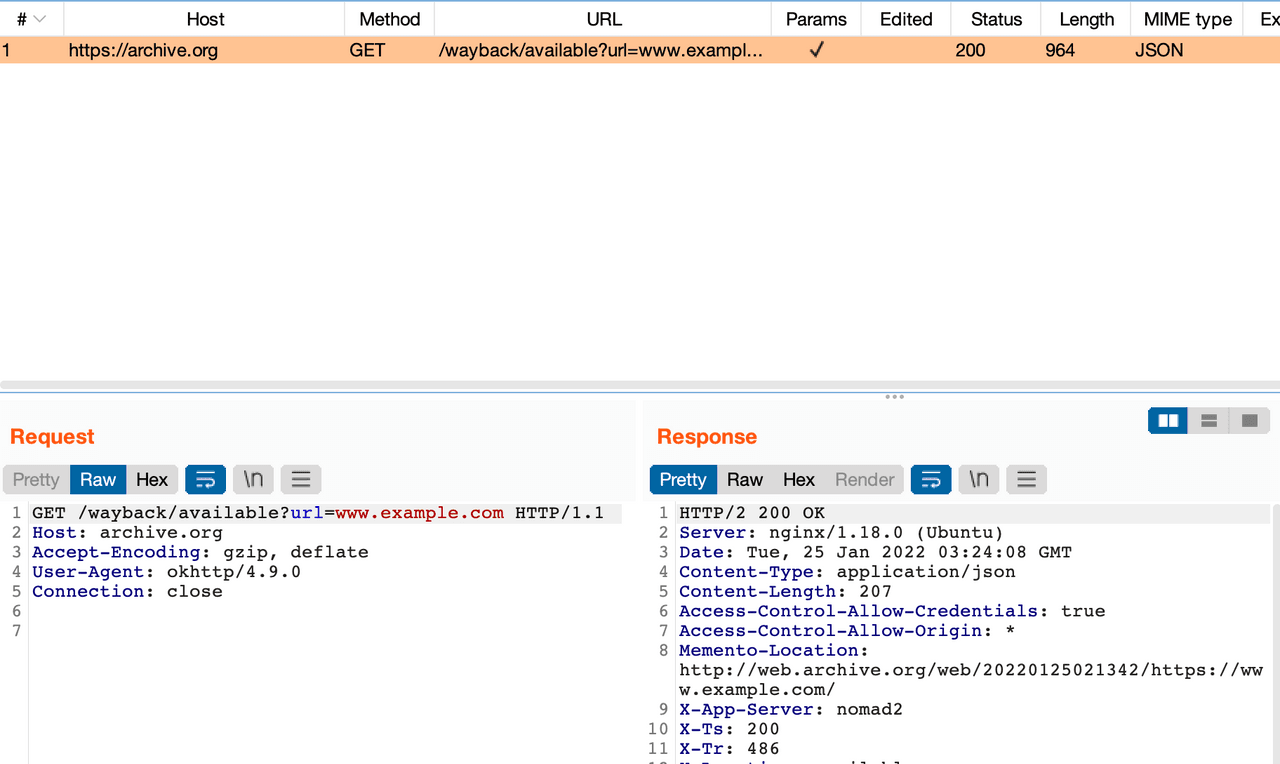 # Host Method URL Params Edited Status Length MIME type Ex
1 https://archive.org GET /wayback/available?url=www.exampl... ✓ 200 964 JSON
Request
Response
Pretty Raw Hex \n
Pretty Raw Hex Render \n
1 GET /wayback/available?url=www.example.com HTTP/1.1
2 Host: archive.org
3 Accept-Encoding: gzip, deflate
4 User-Agent: okhttp/4.9.0
5 Connection: close
6
7
1 HTTP/2 200 OK
2 Server: nginx/1.18.0 (Ubuntu)
3 Date: Tue, 25 Jan 2022 03:24:08 GMT
4 Content-Type: application/json
5 Content-Length: 207
6 Access-Control-Allow-Credentials: true
7 Access-Control-Allow-Origin: *
8 Memento-Location:
http://web.archive.org/web/20220125021342/https://ww
w.example.com/
9 X-App-Server: nomad2
10 X-Ts: 200
11 X-Tr: 486